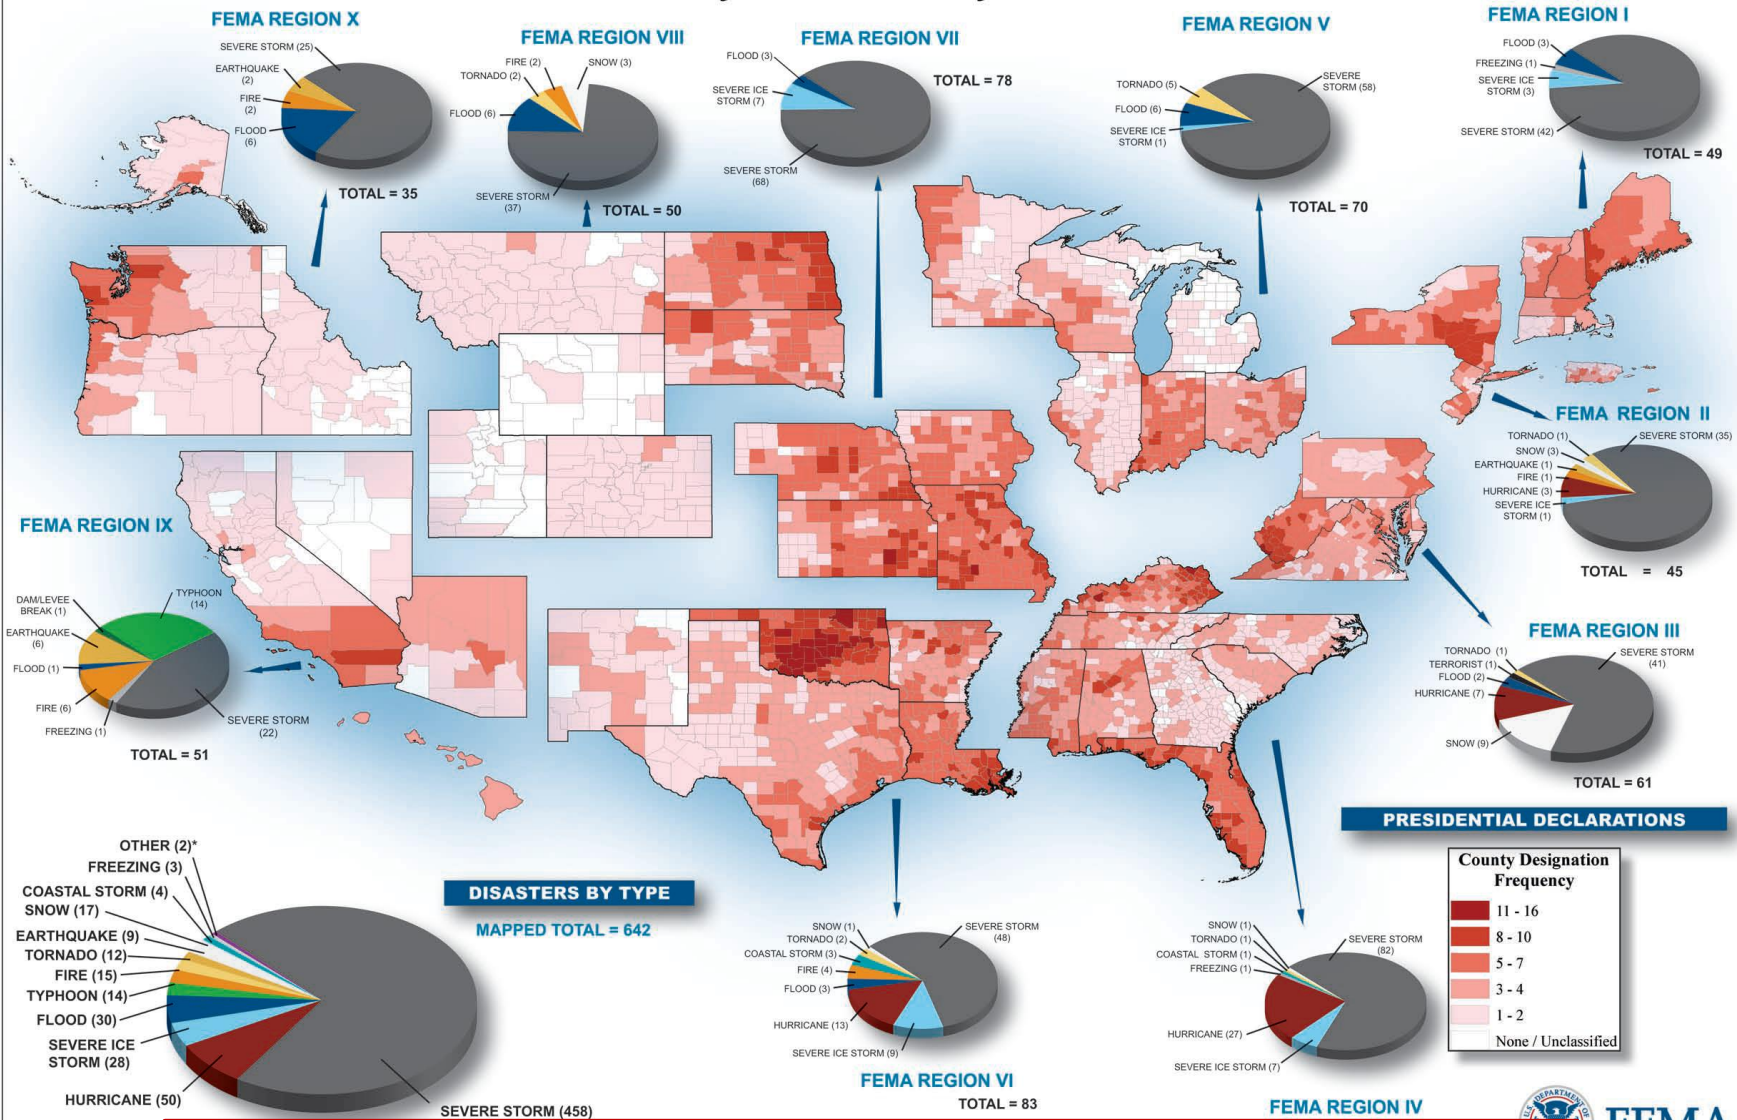 FEMA REGION X
SEVERE STORM (25)
EARTHQUAKE
(2)
FIRE
(2)
FLOOD
(6)
TOTAL = 35
FEMA REGION VIII
FIRE (2)
SNOW (3)
TORNADO (2)
FLOOD (6)
SEVERE STORM
(37)
TOTAL = 50
FEMA REGION VII
FLOOD (3)
TOTAL = 78
SEVERE ICE
STORM (7)
SEVERE STORM
(68)
FEMA REGION V
TORNADO (5)
SEVERE
STORM (58)
FLOOD (6)
SEVERE ICE
STORM (1)
TOTAL = 70
FEMA REGION I
FLOOD (3)
FREEZING (1)
SEVERE ICE
STORM (3)
SEVERE STORM (42)
TOTAL = 49
FEMA REGION II
TORNADO (1)
SEVERE STORM (35)
SNOW (3)
EARTHQUAKE (1)
FIRE (1)
HURRICANE (3)
SEVERE ICE
STORM (1)
TOTAL = 45
FEMA REGION IX
DAM/LEVEE
BREAK (1)
TYPHOON
(14)
EARTHQUAKE
(6)
FLOOD (1)
FIRE (6)
FREEZING (1)
SEVERE STORM
(22)
TOTAL = 51
FEMA REGION III
TORNADO (1)
SEVERE STORM
(41)
TERRORIST (1)
FLOOD (2)
HURRICANE (7)
SNOW (9)
TOTAL = 61
PRESIDENTIAL DECLARATIONS
County Designation
Frequency
11 - 16
8 - 10
5 - 7
3 - 4
1 - 2
None / Unclassified
OTHER (2)*
FREEZING (3)
COASTAL STORM (4)
SNOW (17)
EARTHQUAKE (9)
TORNADO (12)
FIRE (15)
TYPHOON (14)
FLOOD (30)
SEVERE ICE
STORM (28)
HURRICANE (50)
SEVERE STORM (458)
DISASTERS BY TYPE
MAPPED TOTAL = 642
SNOW (1)
SEVERE STORM
(48)
TORNADO (2)
COASTAL STORM (3)
FIRE (4)
FLOOD (3)
HURRICANE (13)
SEVERE ICE STORM (9)
FEMA REGION VI
TOTAL = 83
SNOW (1)
SEVERE STORM
(82)
TORNADO (1)
COASTAL STORM (1)
FREEZING (1)
HURRICANE (27)
SEVERE ICE STORM (7)
FEMA REGION IV
U.S. DEPARTMENT OF
FEMA